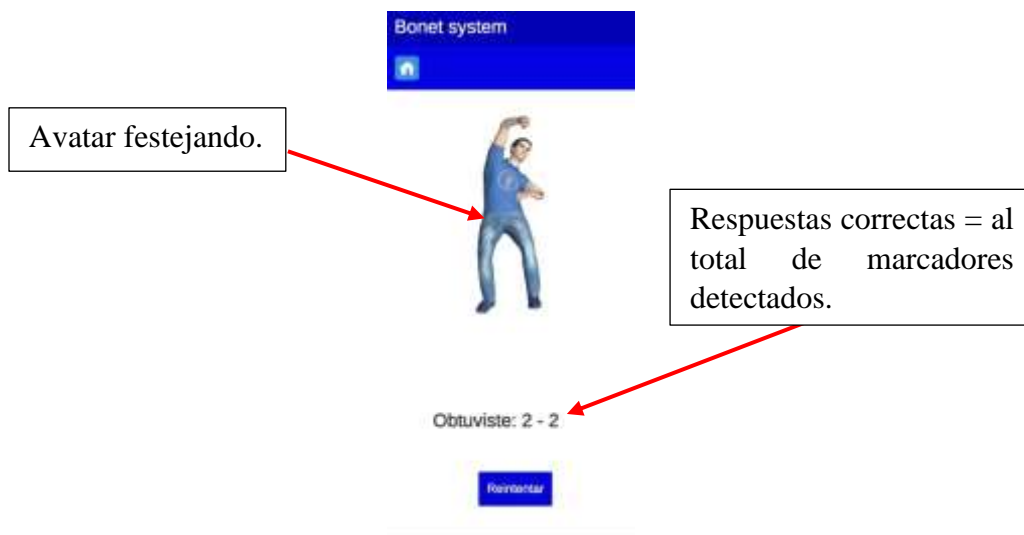 Bonet system
Avatar festejando.
Respuestas correctas = al
total de marcadores
detectados.
Obtuviste: 2 - 2
Reintentar